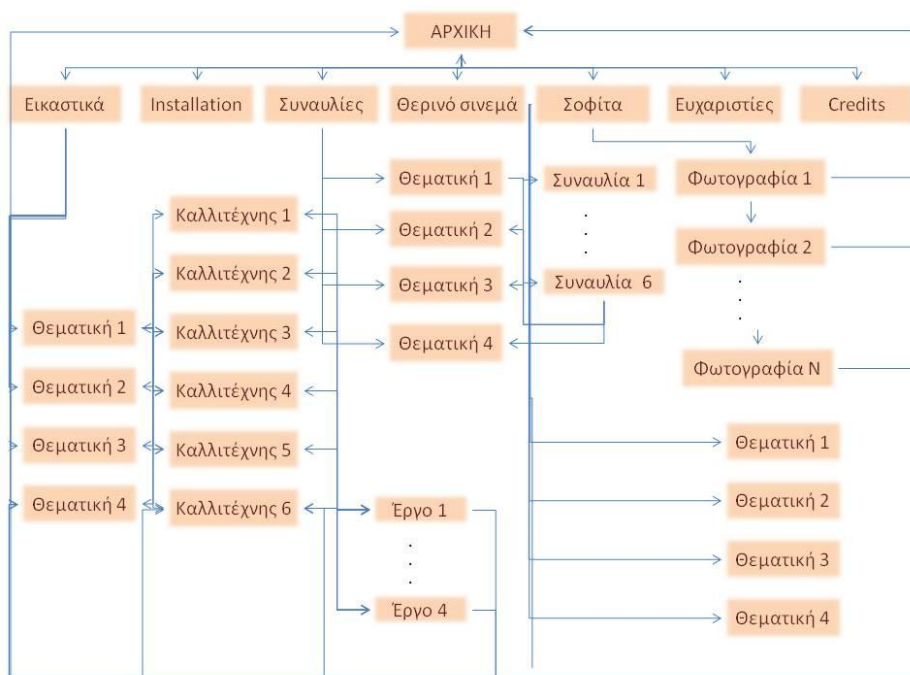 ΑΡΧΙΚΗ
Εικαστικά
Installation
Συναυλίες
Θερινό σινεμά
Σοφίτα
Ευχαριστίες
Credits
Θεματική 1
Θεματική 2
Θεματική 3
Θεματική 4
Καλλιτέχνης 1
Καλλιτέχνης 2
Καλλιτέχνης 3
Καλλιτέχνης 4
Καλλιτέχνης 5
Καλλιτέχνης 6
Θεματική 1
Θεματική 2
Θεματική 3
Θεματική 4
Έργο 1
.
.
.
Έργο 4
Συναυλία 1
.
.
.
.
Συναυλία 6
Φωτογραφία 1
Φωτογραφία 2
.
.
.
.
Φωτογραφία Ν
Θεματική 1
Θεματική 2
Θεματική 3
Θεματική 4